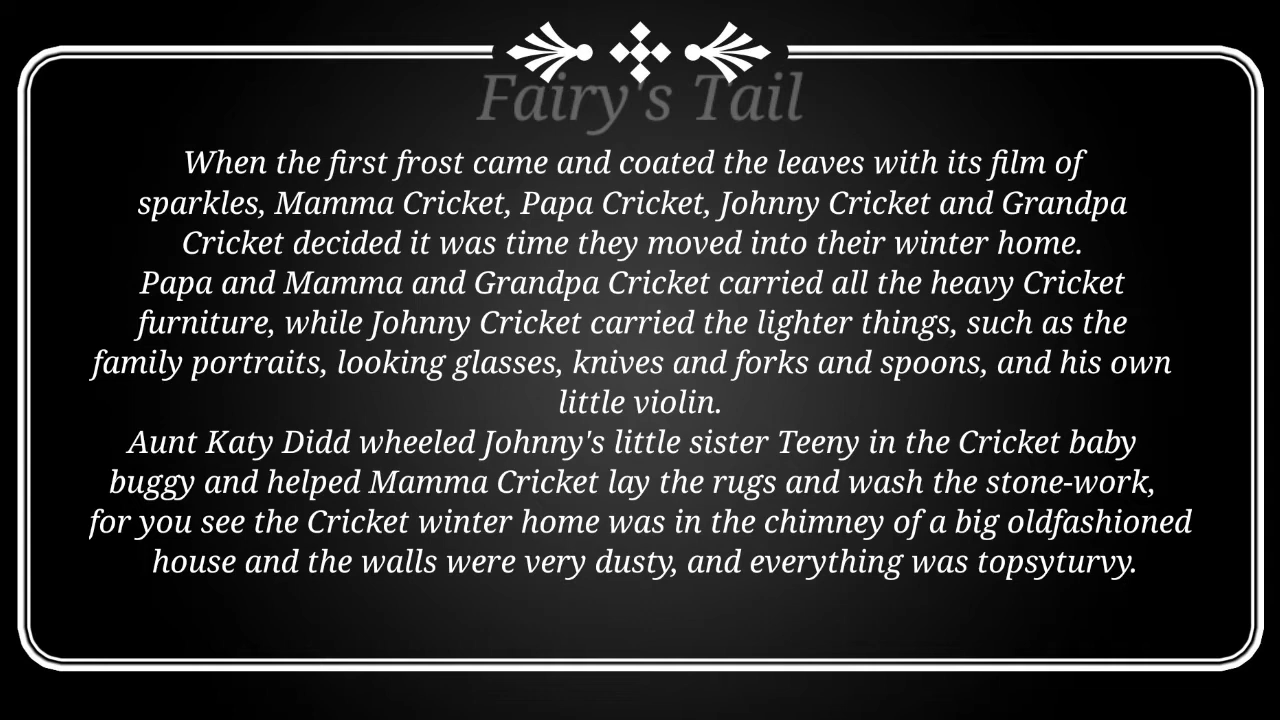 Fairy's Tail
When the first frost came and coated the leaves with its film of
sparkles, Mamma Cricket, Papa Cricket, Johnny Cricket and Grandpa
Cricket decided it was time they moved into their winter home.
Papa and Mamma and Grandpa Cricket carried all the heavy Cricket
furniture, while Johnny Cricket carried the lighter things, such as the
family portraits, looking glasses, knives and forks and spoons, and his own
little violin.
Aunt Katy Didd wheeled Johnny's little sister Teeny in the Cricket baby
buggy and helped Mamma Cricket lay the rugs and wash the stone-work,
for you see the Cricket winter home was in the chimney of a big oldfashioned
house and the walls were very dusty, and everything was topsyturvy.